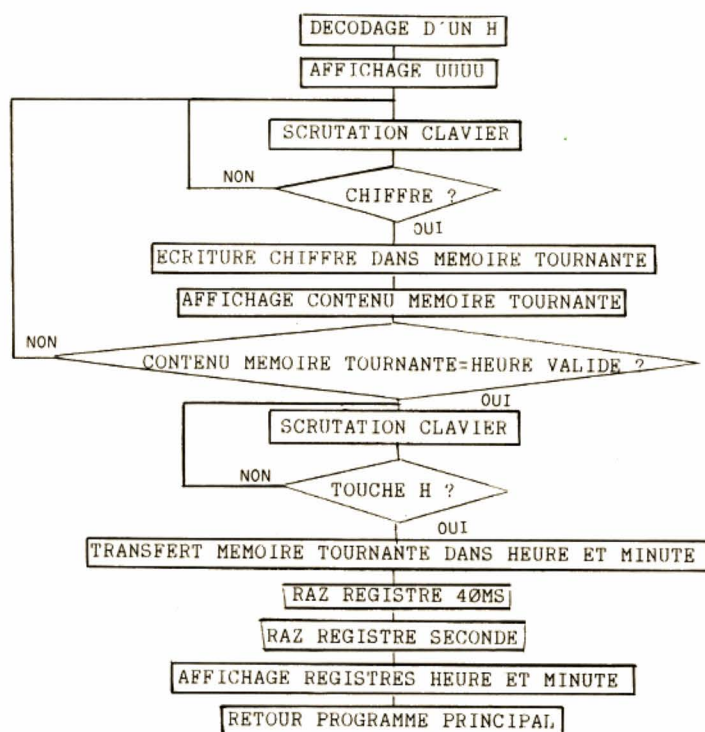 DECODAGE D'UN H
AFFICHAGE UUUU
SCRUTATION CLAVIER
NON
CHIFFRE ?
OUI
ECRITURE CHIFFRE DANS MEMOIRE TOURNANTE
AFFICHAGE CONTENU MEMOIRE TOURNANTE
NON
CONTENU MEMOIRE TOURNANTE=HEURE VALIDE ?
OUI
SCRUTATION CLAVIER
NON
TOUCHE H ?
OUI
TRANSFERT MEMOIRE TOURNANTE DANS HEURE ET MINUTE
RAZ REGISTRE 40MS
RAZ REGISTRE SECONDE
AFFICHAGE REGISTRES HEURE ET MINUTE
RETOUR PROGRAMME PRINCIPAL